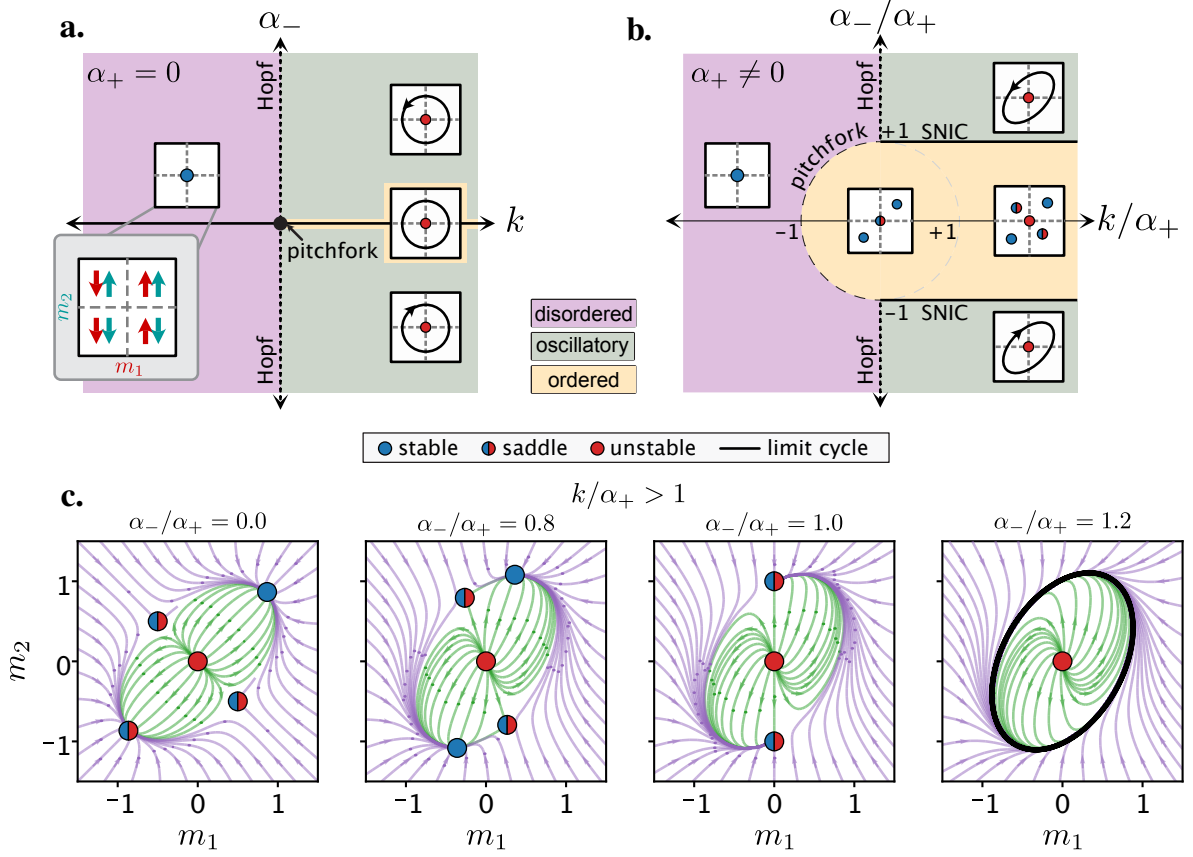 a.
α₋
α₊ = 0
Hopf
k
pitchfork
m₂
m₁
Hopf
disordered
oscillatory
ordered
b.
α₋/α₊
α₊ ≠ 0
Hopf
pitchfork
+1 SNIC
−1
+1
k/α₊
−1 SNIC
Hopf
stable saddle unstable limit cycle
c.
k/α₊ > 1
α₋/α₊ = 0.0
α₋/α₊ = 0.8
α₋/α₊ = 1.0
α₋/α₊ = 1.2
m₂
1
0
−1
−1 0 1
m₁
−1 0 1
m₁
−1 0 1
m₁
−1 0 1
m₁